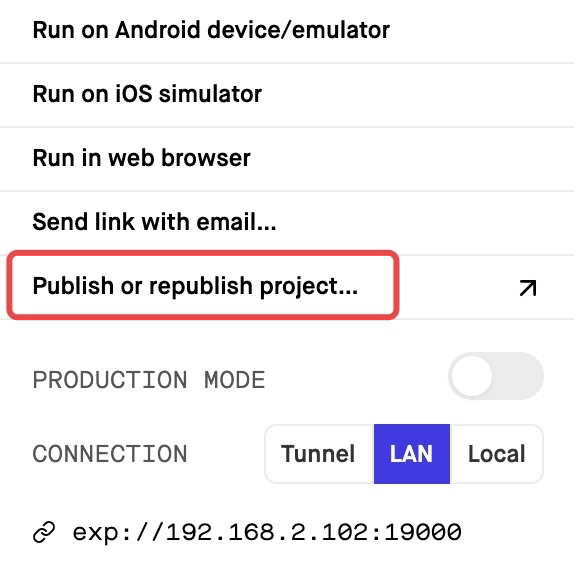 Run on Android device/emulator
Run on iOS simulator
Run in web browser
Send link with email...
Publish or republish project...
PRODUCTION MODE
CONNECTION Tunnel LAN Local
exp://192.168.2.102:19000